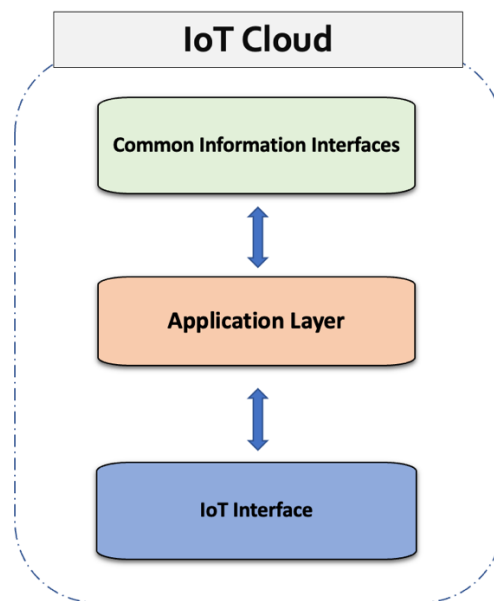 IoT Cloud
Common Information Interfaces
Application Layer
IoT Interface